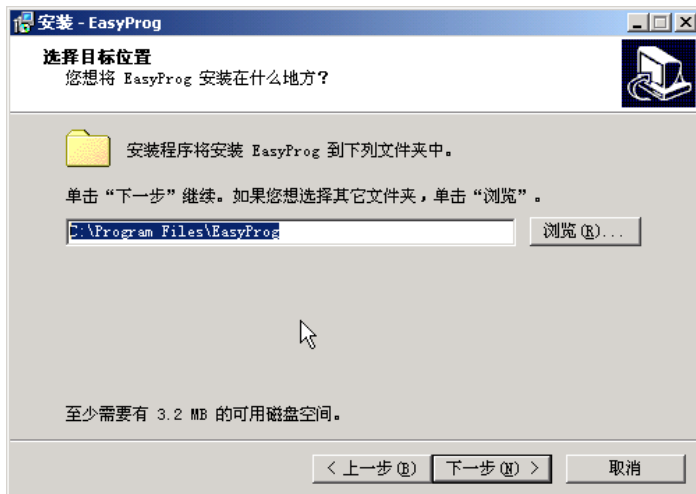 安装 - EasyProg
选择目标位置
您想将 EasyProg 安装在什么地方?
安装程序将安装 EasyProg 到下列文件夹中。
单击“下一步”继续。如果您想选择其它文件夹,单击“浏览”。
C:\Program Files\EasyProg
浏览(R)...
至少需要有 3.2 MB 的可用磁盘空间。
< 上一步(B)
下一步(N) >
取消